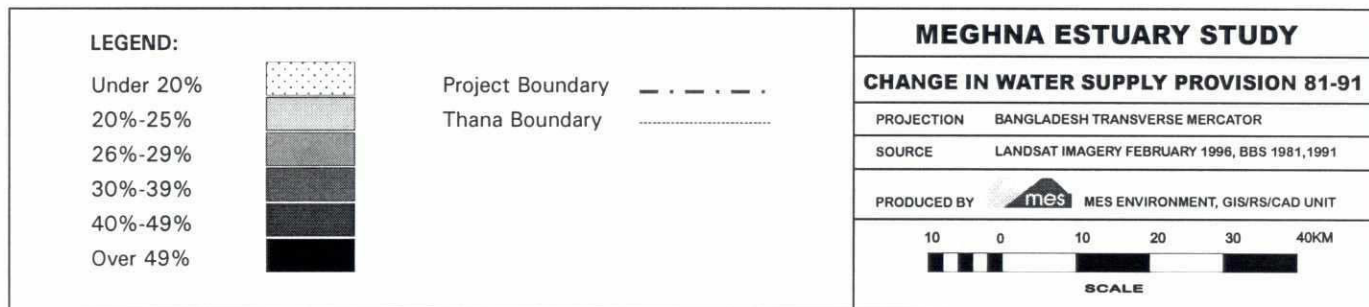 LEGEND:
Under 20%
20%-25%
26%-29%
30%-39%
40%-49%
Over 49%
Project Boundary
Thana Boundary
MEGHNA ESTUARY STUDY
CHANGE IN WATER SUPPLY PROVISION 81-91
PROJECTION BANGLADESH TRANSVERSE MERCATOR
SOURCE LANDSAT IMAGERY FEBRUARY 1996, BBS 1981,1991
PRODUCED BY mes MES ENVIRONMENT, GIS/RS/CAD UNIT
10 0 10 20 30 40KM
SCALE